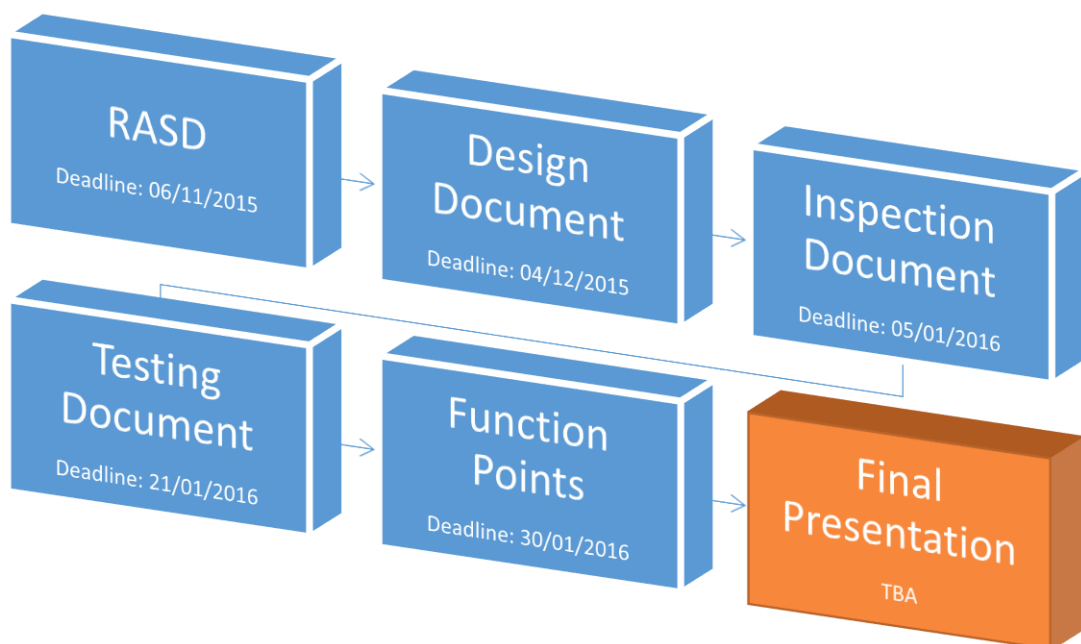 RASD
Deadline: 06/11/2015
Design
Document
Deadline: 04/12/2015
Inspection
Document
Deadline: 05/01/2016
Testing
Document
Deadline: 21/01/2016
Function
Points
Deadline: 30/01/2016
Final
Presentation
TBA